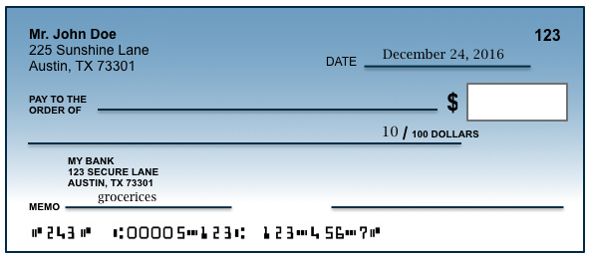 Mr. John Doe 123
225 Sunshine Lane
Austin, TX 73301
DATE December 24, 2016
PAY TO THE
ORDER OF $
10 / 100 DOLLARS
MY BANK
123 SECURE LANE
AUSTIN, TX 73301
MEMO grocerices
⑈243⑈ ⑆00005⑉123⑆ 123⑉456⑉7⑈